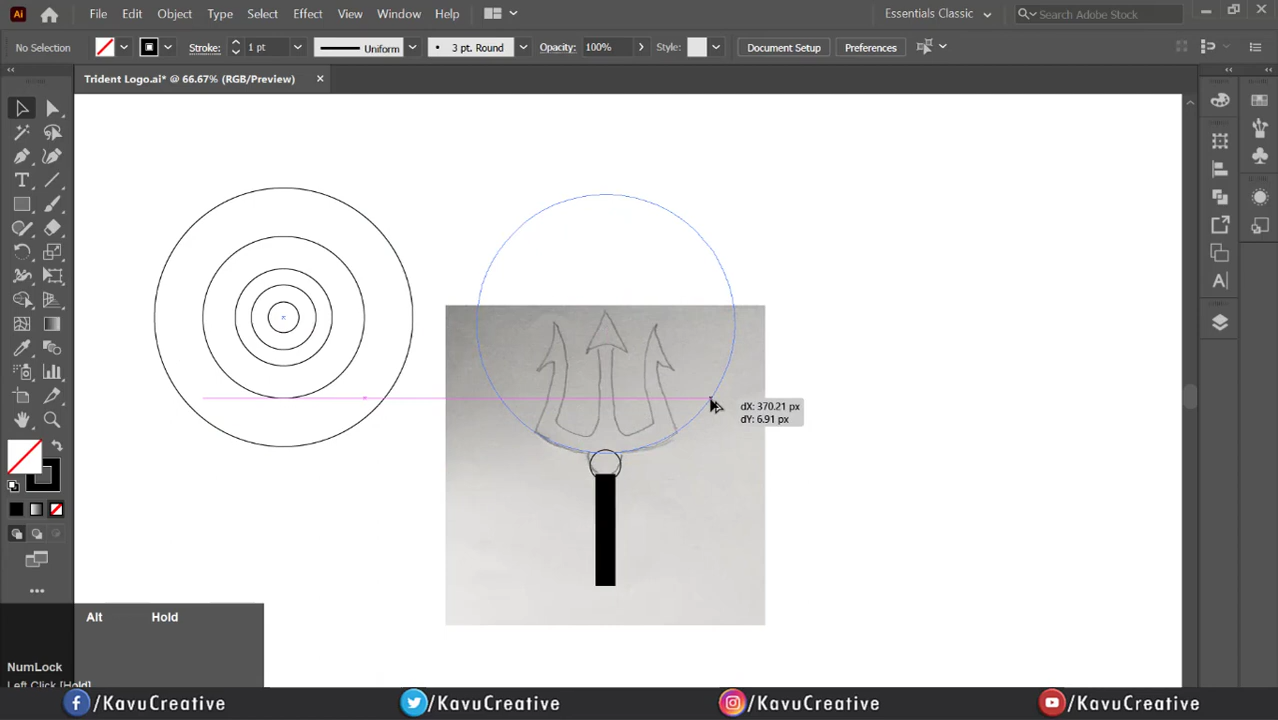 Ai File Edit Object Type Select Effect View Window Help Essentials Classic Search Adobe Stock
No Selection Stroke: 1 pt Uniform 3 pt. Round Opacity: 100% Style: Document Setup Preferences
Trident Logo.ai* @ 66.67% (RGB/Preview) ×
dX: 370.21 px
dY: 6.91 px
Alt Hold
NumLock
Left Click [Hold]
/KavuCreative /KavuCreative /KavuCreative /KavuCreative